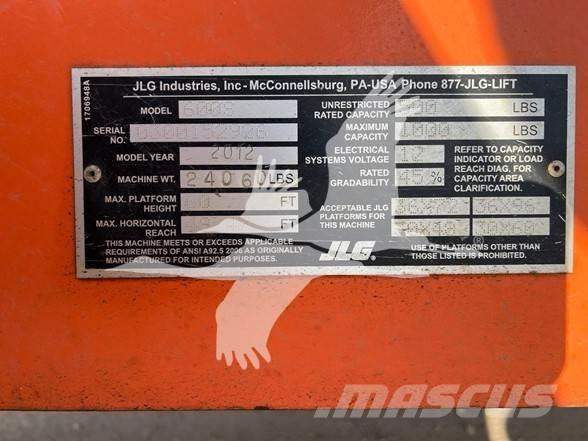 JLG Industries, Inc - McConnellsburg, PA-USA Phone 877-JLG-LIFT
MODEL 600S
SERIAL NO. 0300152926
MODEL YEAR 2012
MACHINE WT. 24060 LBS
MAX. PLATFORM HEIGHT FT
MAX. HORIZONTAL REACH FT
THIS MACHINE MEETS OR EXCEEDS APPLICABLE
REQUIREMENTS OF ANSI A92.5 2006 AS ORIGINALLY
MANUFACTURED FOR INTENDED PURPOSES.
UNRESTRICTED RATED CAPACITY LBS
MAXIMUM CAPACITY 1000 LBS
ELECTRICAL SYSTEMS VOLTAGE 12
RATED GRADABILITY 45 %
REFER TO CAPACITY
INDICATOR OR LOAD
REACH DIAG. FOR
CAPACITY AREA
CLARIFICATION.
ACCEPTABLE JLG
PLATFORMS FOR
THIS MACHINE
36X96
30X60
JLG®
USE OF PLATFORMS OTHER THAN
THOSE LISTED IS PROHIBITED.
1706948A
MASCUS